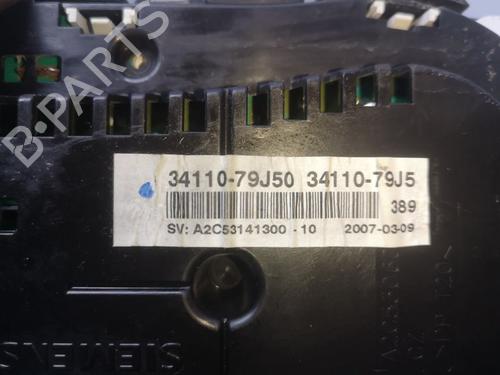 B-PARTS
34110-79J50 34110-79J5
389
SV: A2C53141300 - 10 2007-03-09
SIEMENS